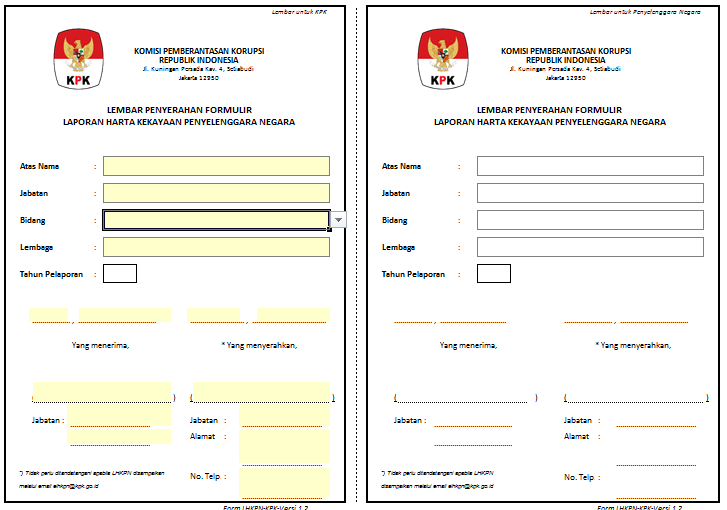 Lembar untuk KPK
KPK
KOMISI PEMBERANTASAN KORUPSI
REPUBLIK INDONESIA
Jl. Kuningan Persada Kav. 4, Setiabudi
Jakarta 12950
LEMBAR PENYERAHAN FORMULIR
LAPORAN HARTA KEKAYAAN PENYELENGGARA NEGARA
Atas Nama :
Jabatan :
Bidang :
Lembaga :
Tahun Pelaporan :
, ,
Yang menerima, * Yang menyerahkan,
( ) ( )
Jabatan : Jabatan :
Alamat :
No. Telp. :
*) Tidak perlu ditandatangani apabila LHKPN disampaikan
melalui email elhkpn@kpk.go.id
Form LHKPN-KPK-Versi 1.2
Lembar untuk Penyelenggara Negara
KPK
KOMISI PEMBERANTASAN KORUPSI
REPUBLIK INDONESIA
Jl. Kuningan Persada Kav. 4, Setiabudi
Jakarta 12950
LEMBAR PENYERAHAN FORMULIR
LAPORAN HARTA KEKAYAAN PENYELENGGARA NEGARA
Atas Nama :
Jabatan :
Bidang :
Lembaga :
Tahun Pelaporan :
, ,
Yang menerima, * Yang menyerahkan,
( ) ( )
Jabatan : Jabatan :
Alamat :
No. Telp. :
*) Tidak perlu ditandatangani apabila LHKPN disampaikan
melalui email elhkpn@kpk.go.id
Form LHKPN-KPK-Versi 1.2